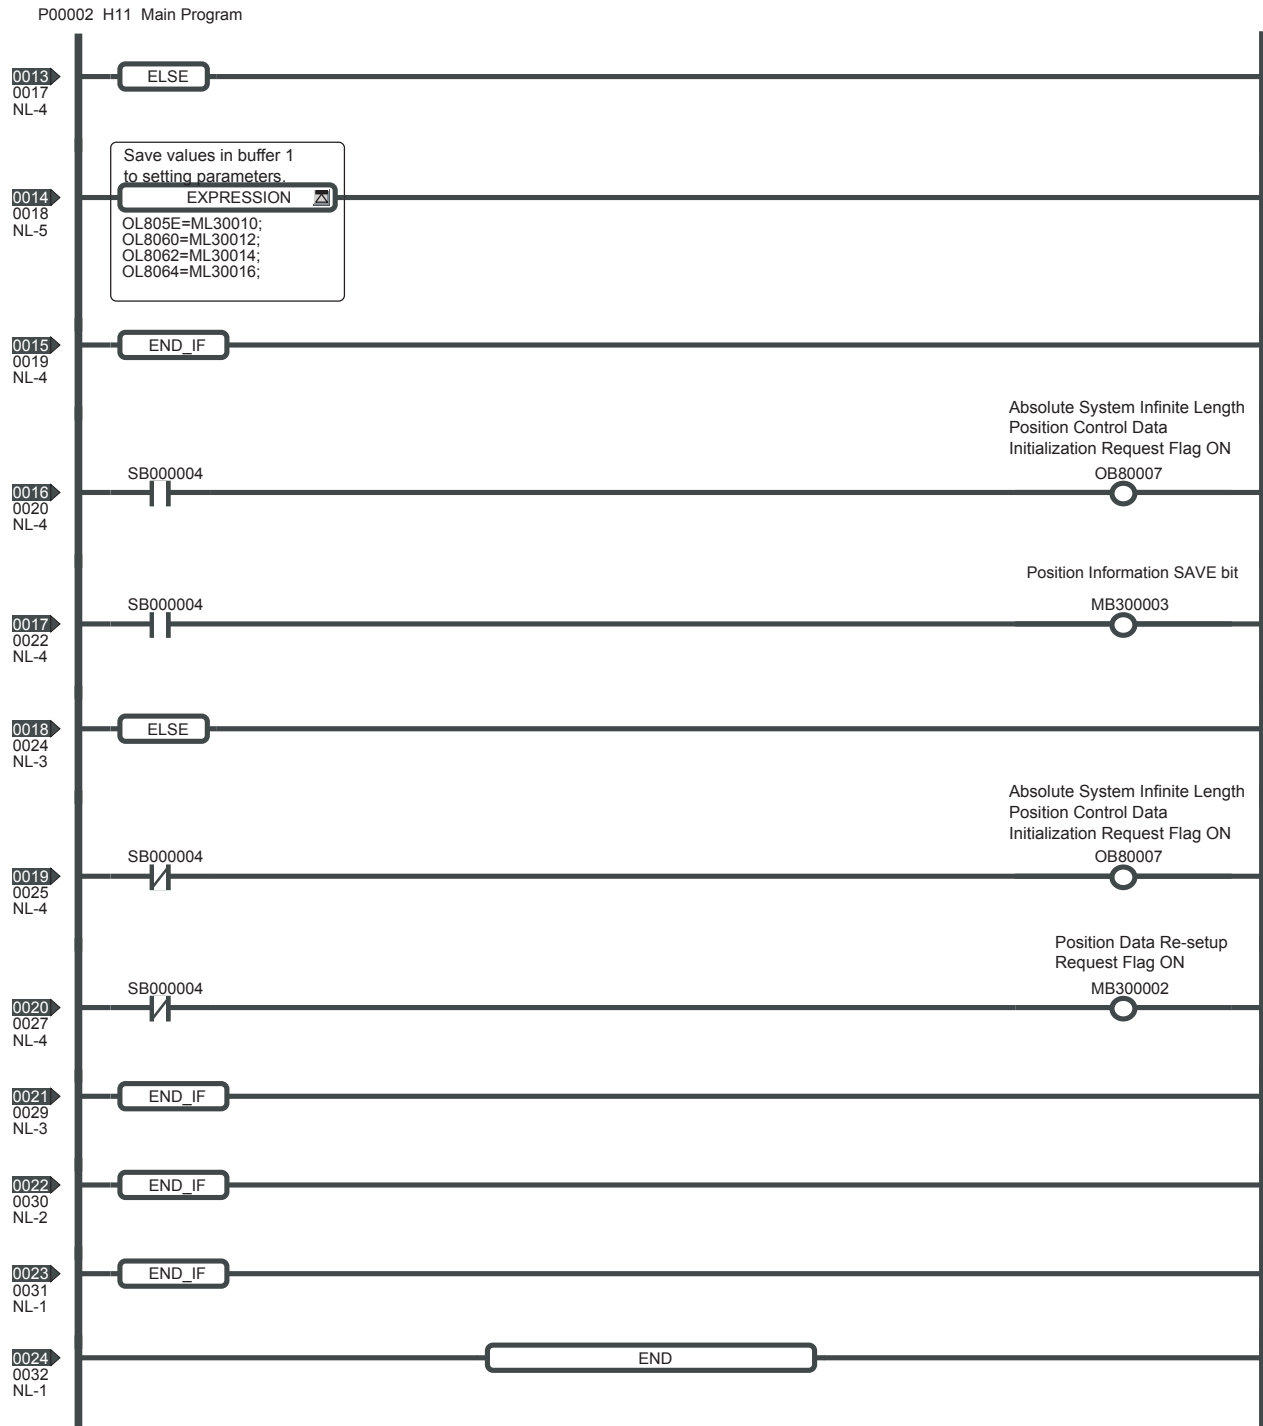 P00002 H11 Main Program
0013
0017
NL-4
ELSE
Save values in buffer 1
to setting parameters.
0014
0018
NL-5
EXPRESSION
OL805E=ML30010;
OL8060=ML30012;
OL8062=ML30014;
OL8064=ML30016;
0015
0019
NL-4
END_IF
Absolute System Infinite Length
Position Control Data
Initialization Request Flag ON
SB000004
OB80007
0016
0020
NL-4
Position Information SAVE bit
SB000004
MB300003
0017
0022
NL-4
0018
0024
NL-3
ELSE
Absolute System Infinite Length
Position Control Data
Initialization Request Flag ON
SB000004
OB80007
0019
0025
NL-4
Position Data Re-setup
Request Flag ON
SB000004
MB300002
0020
0027
NL-4
0021
0029
NL-3
END_IF
0022
0030
NL-2
END_IF
0023
0031
NL-1
END_IF
0024
0032
NL-1
END